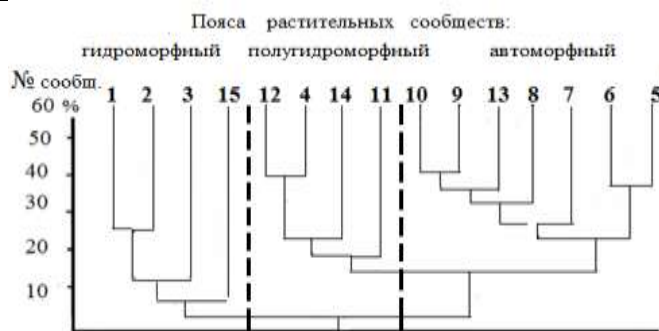 Пояса растительных сообществ:
гидроморфный полугидроморфный автоморфный
№ сообщ.
1 2 3 15 12 4 14 11 10 9 13 8 7 6 5
60 %
50
40
30
20
10